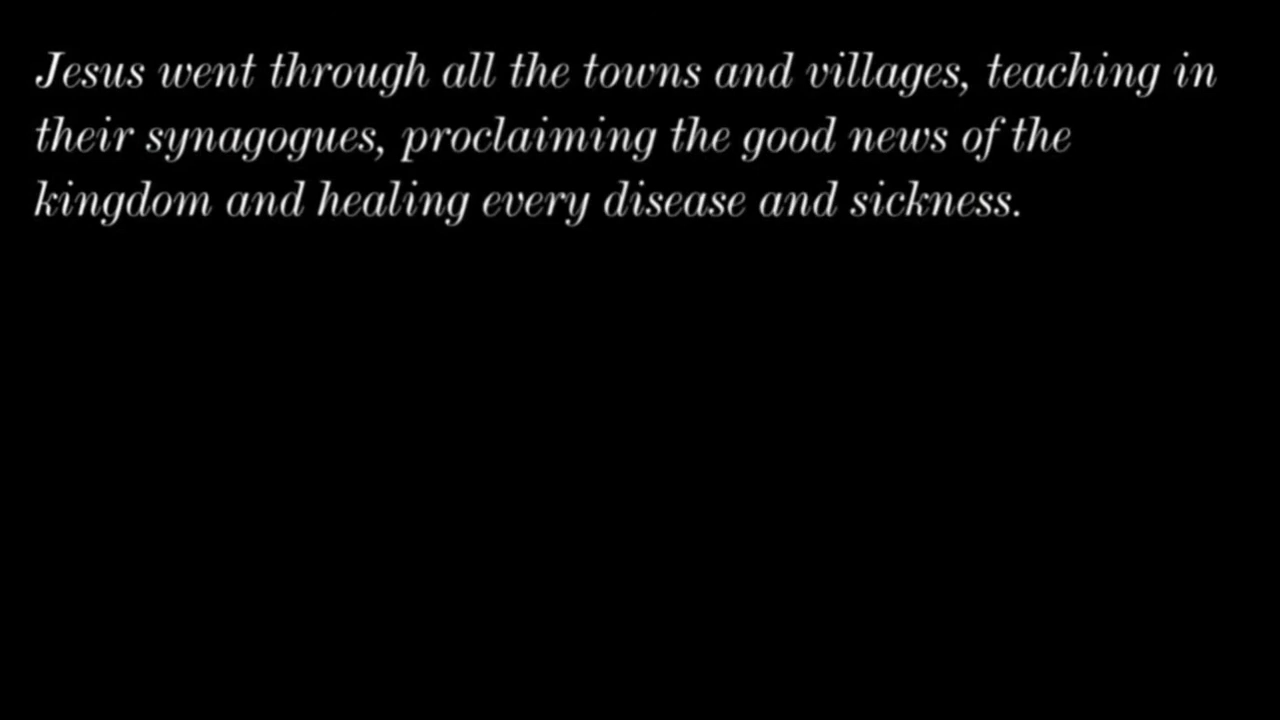 Jesus went through all the towns and villages, teaching in
their synagogues, proclaiming the good news of the
kingdom and healing every disease and sickness.